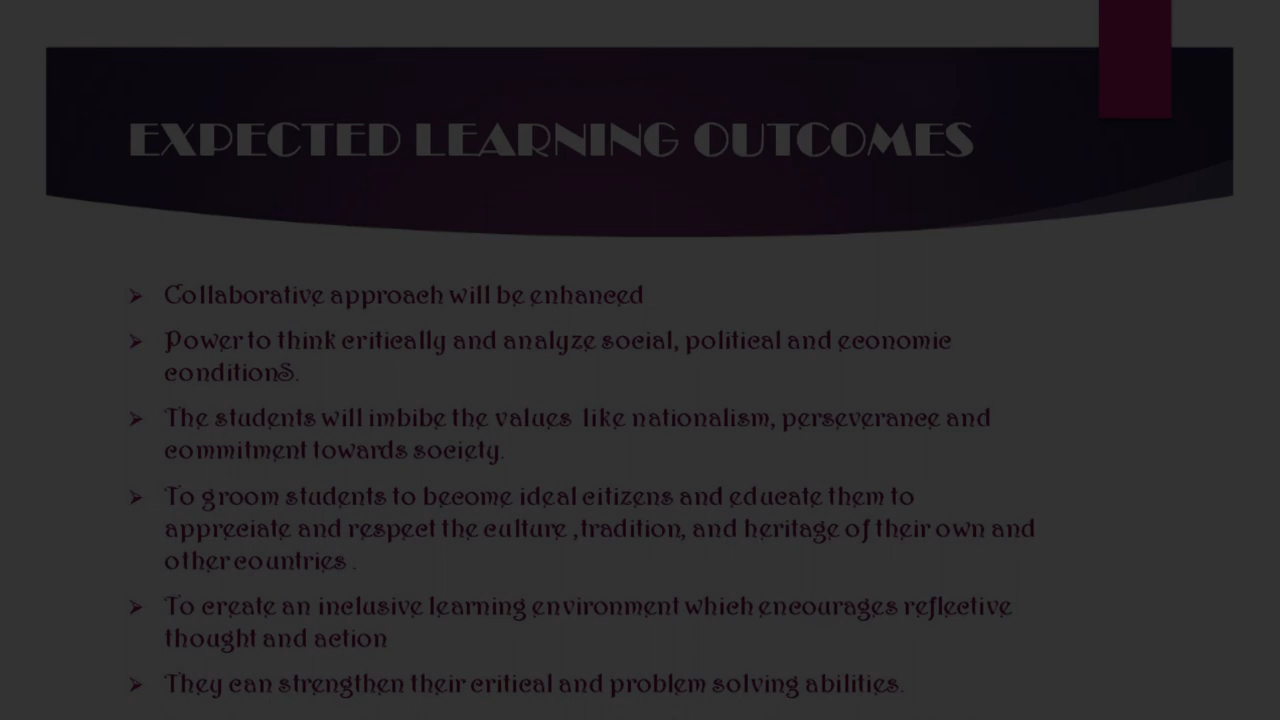 EXPECTED LEARNING OUTCOMES
➢ Collaborative approach will be enhanced
➢ Power to think critically and analyze social, political and economic
conditionS.
➢ The students will imbibe the values like nationalism, perseverance and
commitment towards society.
➢ To groom students to become ideal citizens and educate them to
appreciate and respect the culture ,tradition, and heritage of their own and
other countries .
➢ To create an inclusive learning environment which encourages reflective
thought and action
➢ They can strengthen their critical and problem solving abilities.